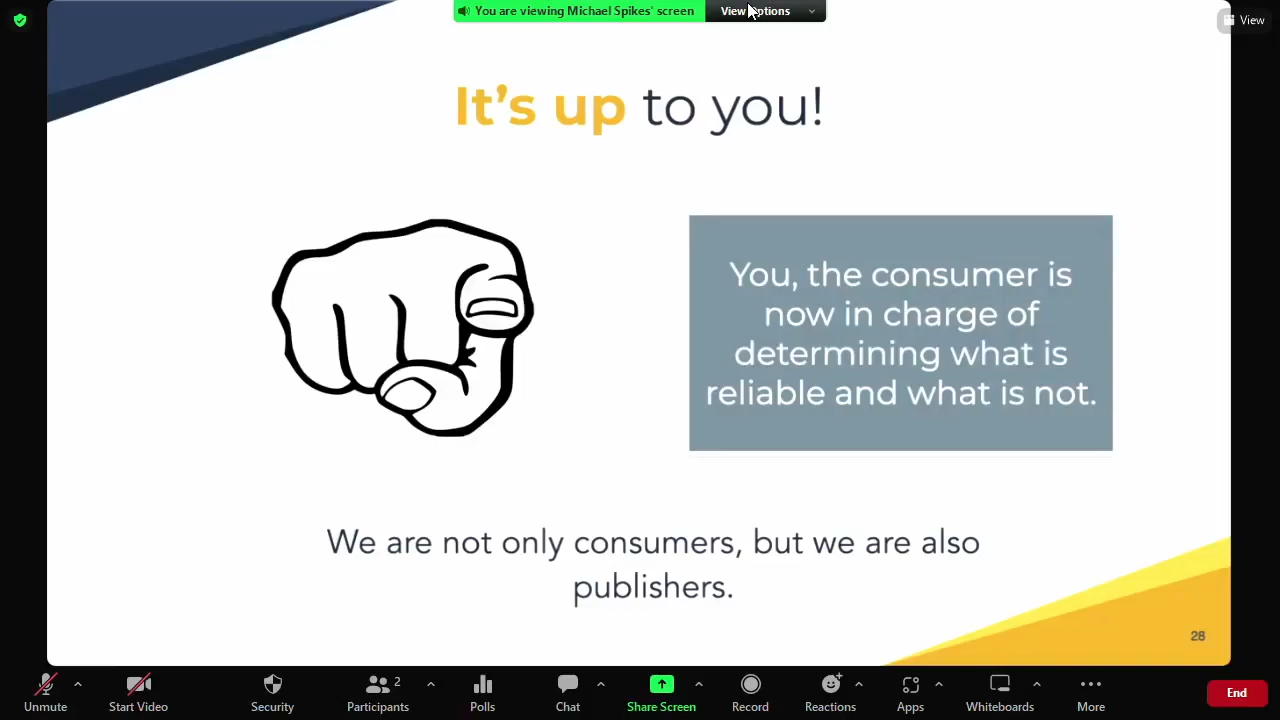 You are viewing Michael Spikes' screen
View Options
View
It's up to you!
You, the consumer is
now in charge of
determining what is
reliable and what is not.
We are not only consumers, but we are also
publishers.
28
Unmute
Start Video
Security
Participants
2
Polls
Chat
Share Screen
Record
Reactions
Apps
Whiteboards
More
End